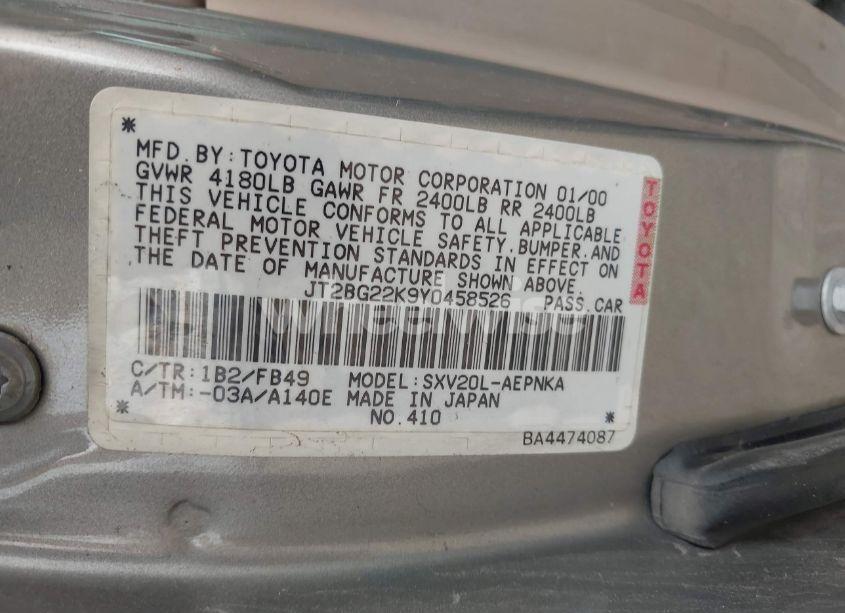 MFD. BY: TOYOTA MOTOR CORPORATION 01/00
GVWR 4180LB GAWR FR 2400LB RR 2400LB
THIS VEHICLE CONFORMS TO ALL APPLICABLE
FEDERAL MOTOR VEHICLE SAFETY.BUMPER.AND
THEFT PREVENTION STANDARDS IN EFFECT ON
THE DATE OF MANUFACTURE SHOWN ABOVE.
JT2BG22K9Y0458526 PASS.CAR
C/TR:1B2/FB49 MODEL:SXV20L-AEPNKA
A/TM:-03A/A140E MADE IN JAPAN
NO.410
BA4474087
TOYOTA
Wheelwise